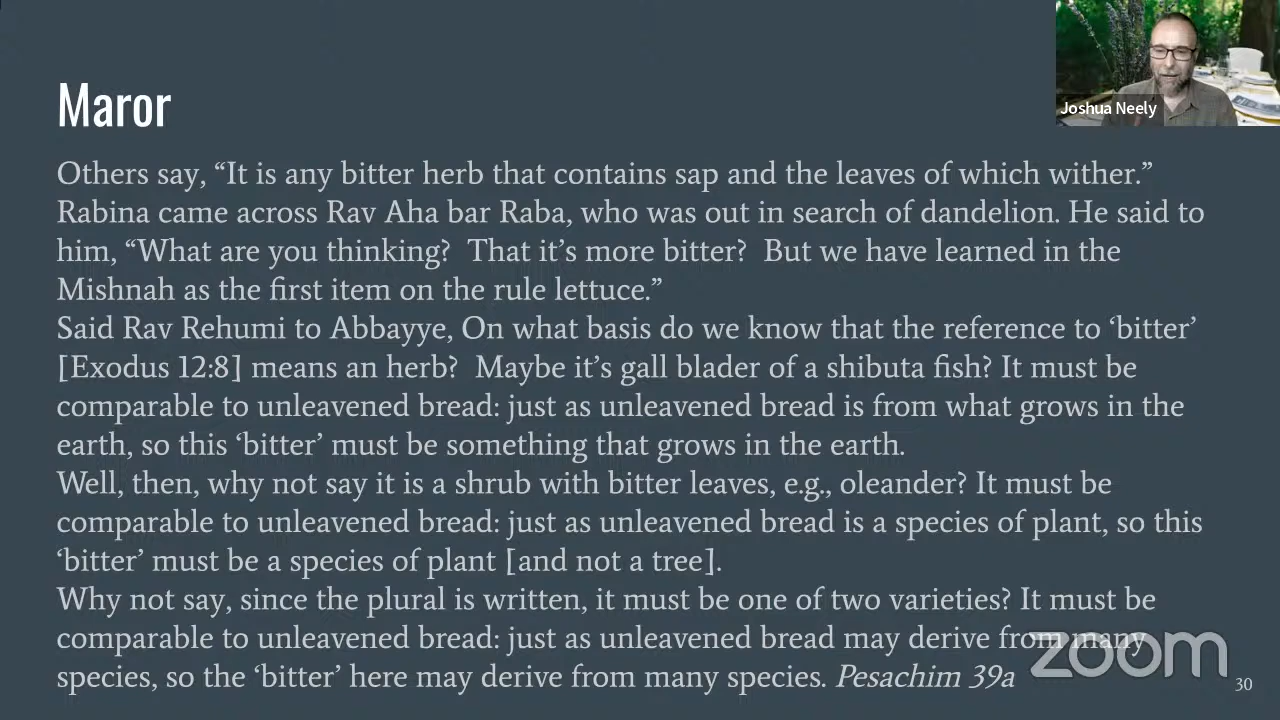 Joshua Neely
Maror
Others say, “It is any bitter herb that contains sap and the leaves of which wither.”
Rabina came across Rav Aha bar Raba, who was out in search of dandelion. He said to
him, “What are you thinking?  That it’s more bitter?  But we have learned in the
Mishnah as the first item on the rule lettuce.”
Said Rav Rehumi to Abbayye, On what basis do we know that the reference to ‘bitter’
[Exodus 12:8] means an herb?  Maybe it’s gall blader of a shibuta fish? It must be
comparable to unleavened bread: just as unleavened bread is from what grows in the
earth, so this ‘bitter’ must be something that grows in the earth.
Well, then, why not say it is a shrub with bitter leaves, e.g., oleander? It must be
comparable to unleavened bread: just as unleavened bread is a species of plant, so this
‘bitter’ must be a species of plant [and not a tree].
Why not say, since the plural is written, it must be one of two varieties? It must be
comparable to unleavened bread: just as unleavened bread may derive from many
species, so the ‘bitter’ here may derive from many species. Pesachim 39a
zoom
30